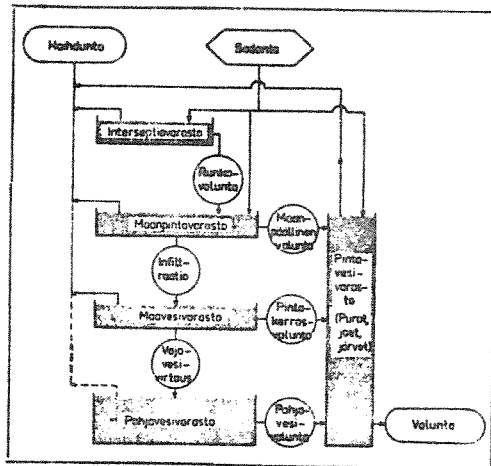 Haihdunta
Sadanta
Interseptiovarasto
Runko-
valunta
Maanpintavarasto
Maan-
päällinen
valunta
Infilt-
raatio
Pinta-
vesi-
varas-
to
(Purot,
joet,
järvet)
Maavesivarasto
Pinta-
kerros-
valunta
Vajo-
vesi-
virtaus
Pohjavesivarasto
Pohja-
vesi-
valunta
Valunta